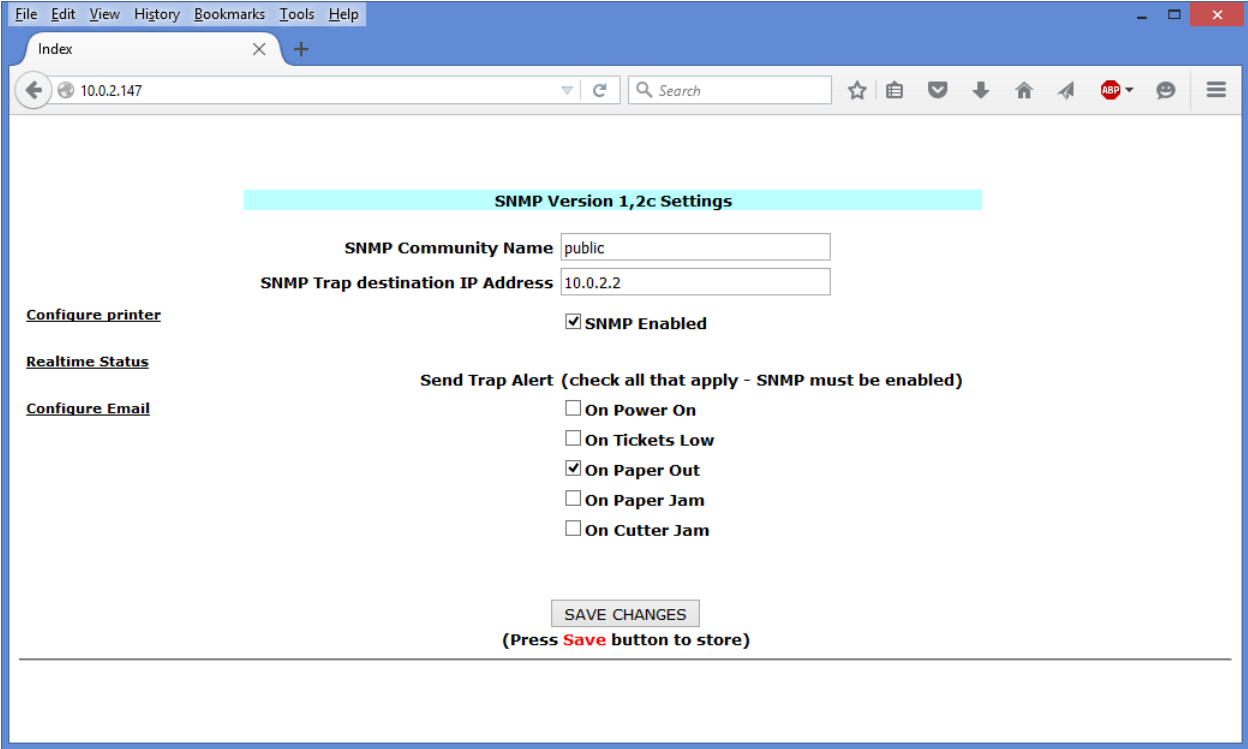 File Edit View History Bookmarks Tools Help
Index
10.0.2.147
Search
ABP
SNMP Version 1,2c Settings
SNMP Community Name public
SNMP Trap destination IP Address 10.0.2.2
Configure printer
SNMP Enabled
Realtime Status
Send Trap Alert (check all that apply - SNMP must be enabled)
Configure Email
On Power On
On Tickets Low
On Paper Out
On Paper Jam
On Cutter Jam
SAVE CHANGES
(Press Save button to store)